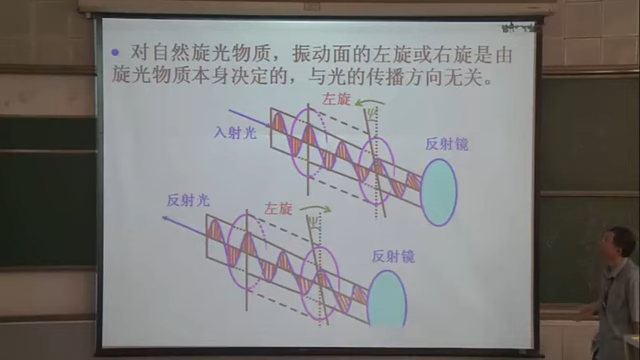 • 对自然旋光物质，振动面的左旋或右旋是由
旋光物质本身决定的，与光的传播方向无关。
左旋
ψ
入射光
反射镜
反射光
左旋
ψ
反射镜